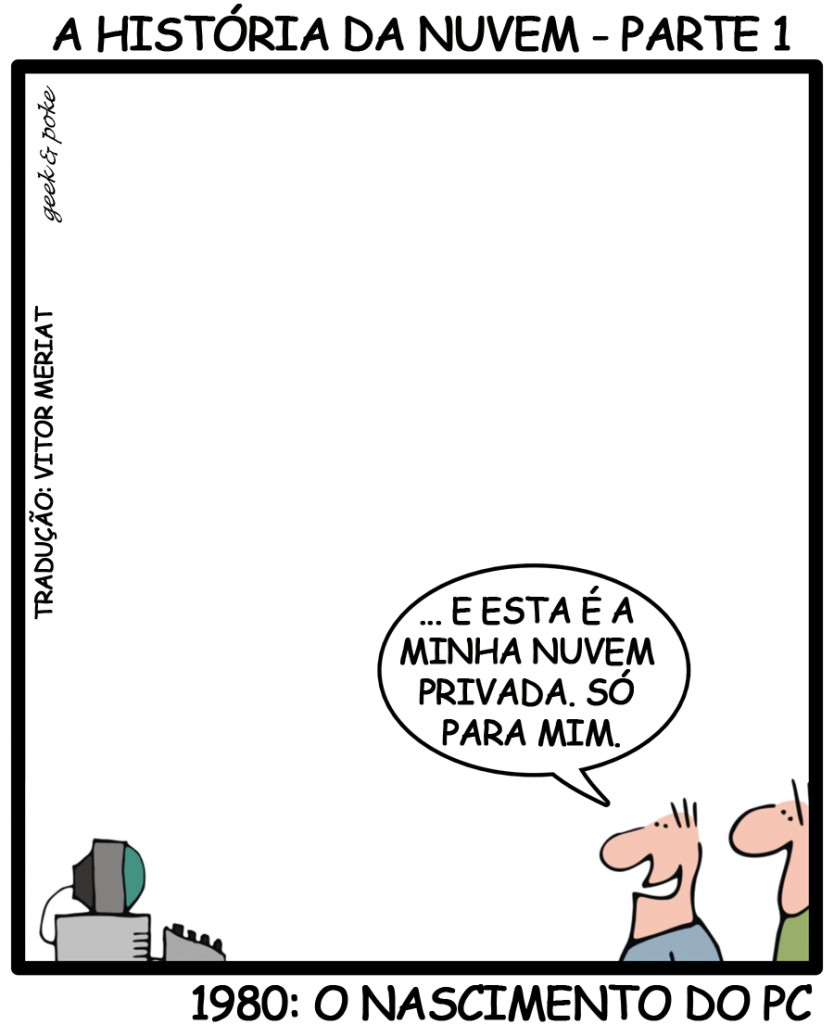 A HISTÓRIA DA NUVEM - PARTE 1
geek & poke
TRADUÇÃO: VITOR MERIAT
... E ESTA É A
MINHA NUVEM
PRIVADA. SÓ
PARA MIM.
1980: O NASCIMENTO DO PC